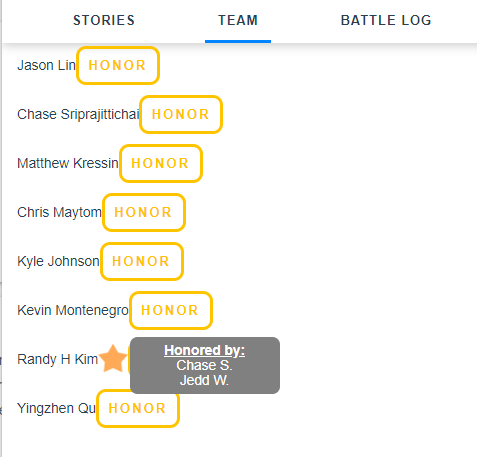 STORIES TEAM BATTLE LOG
Jason Lin HONOR
Chase Sriprajittichai HONOR
Matthew Kressin HONOR
Chris Maytom HONOR
Kyle Johnson HONOR
Kevin Montenegro HONOR
Randy H Kim
Honored by:
Chase S.
Jedd W.
Yingzhen Qu HONOR